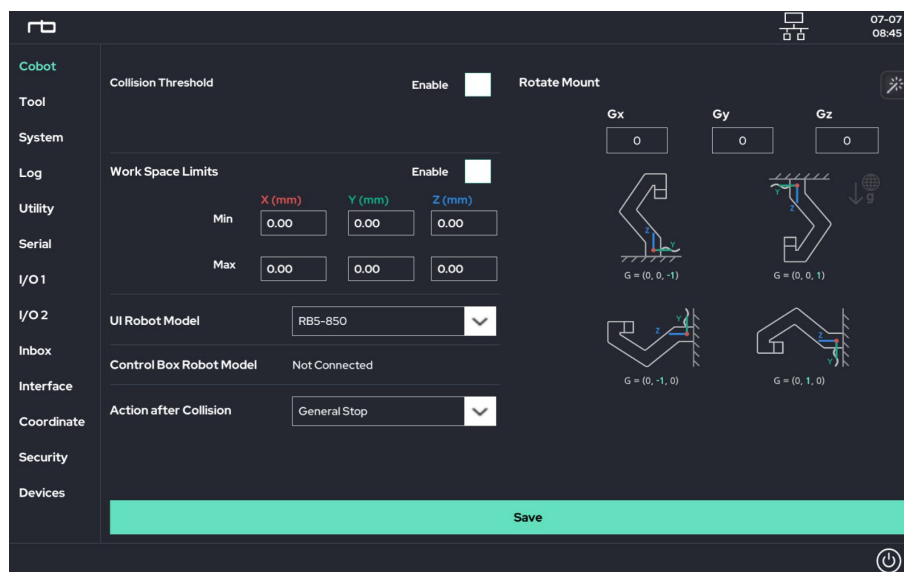 rb
07-07
08:45
Cobot
Tool
System
Log
Utility
Serial
I/O 1
I/O 2
Inbox
Interface
Coordinate
Security
Devices
Collision Threshold Enable
Work Space Limits Enable
X (mm) Y (mm) Z (mm)
Min 0.00 0.00 0.00
Max 0.00 0.00 0.00
UI Robot Model RB5-850
Control Box Robot Model Not Connected
Action after Collision General Stop
Rotate Mount
Gx Gy Gz
0 0 0
Z Y
G = (0, 0, -1)
Y Z
G = (0, 0, 1)
g
Y Z
G = (0, -1, 0)
Z Y
G = (0, 1, 0)
Save